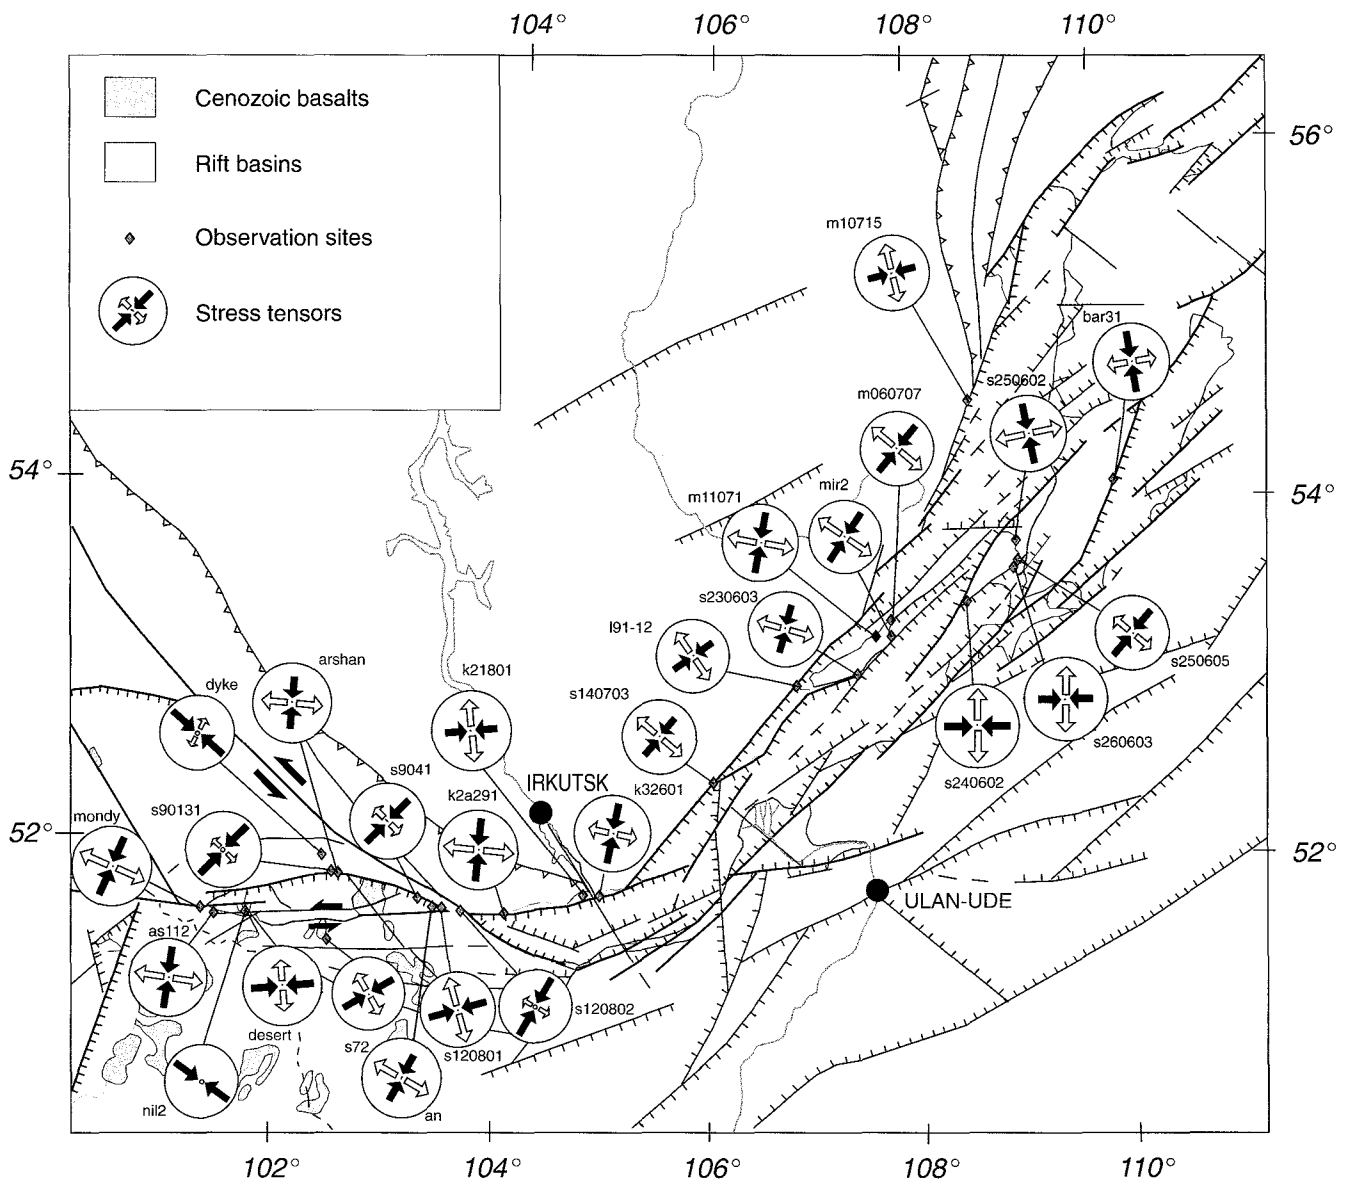 104° 106° 108° 110°
Cenozoic basalts
Rift basins
Observation sites
Stress tensors
56°
m10715
bar31
s250602
m060707
54°
54°
mir2
m11071
s230603
l91-12
s250605
arshan
k21801
dyke
s140703
s260603
s240602
s9041
IRKUTSK
k2a291
k32601
s90131
mondy
52°
52°
ULAN-UDE
as112
s120802
desert
s72
s120801
nil2
an
102° 104° 106° 108° 110°